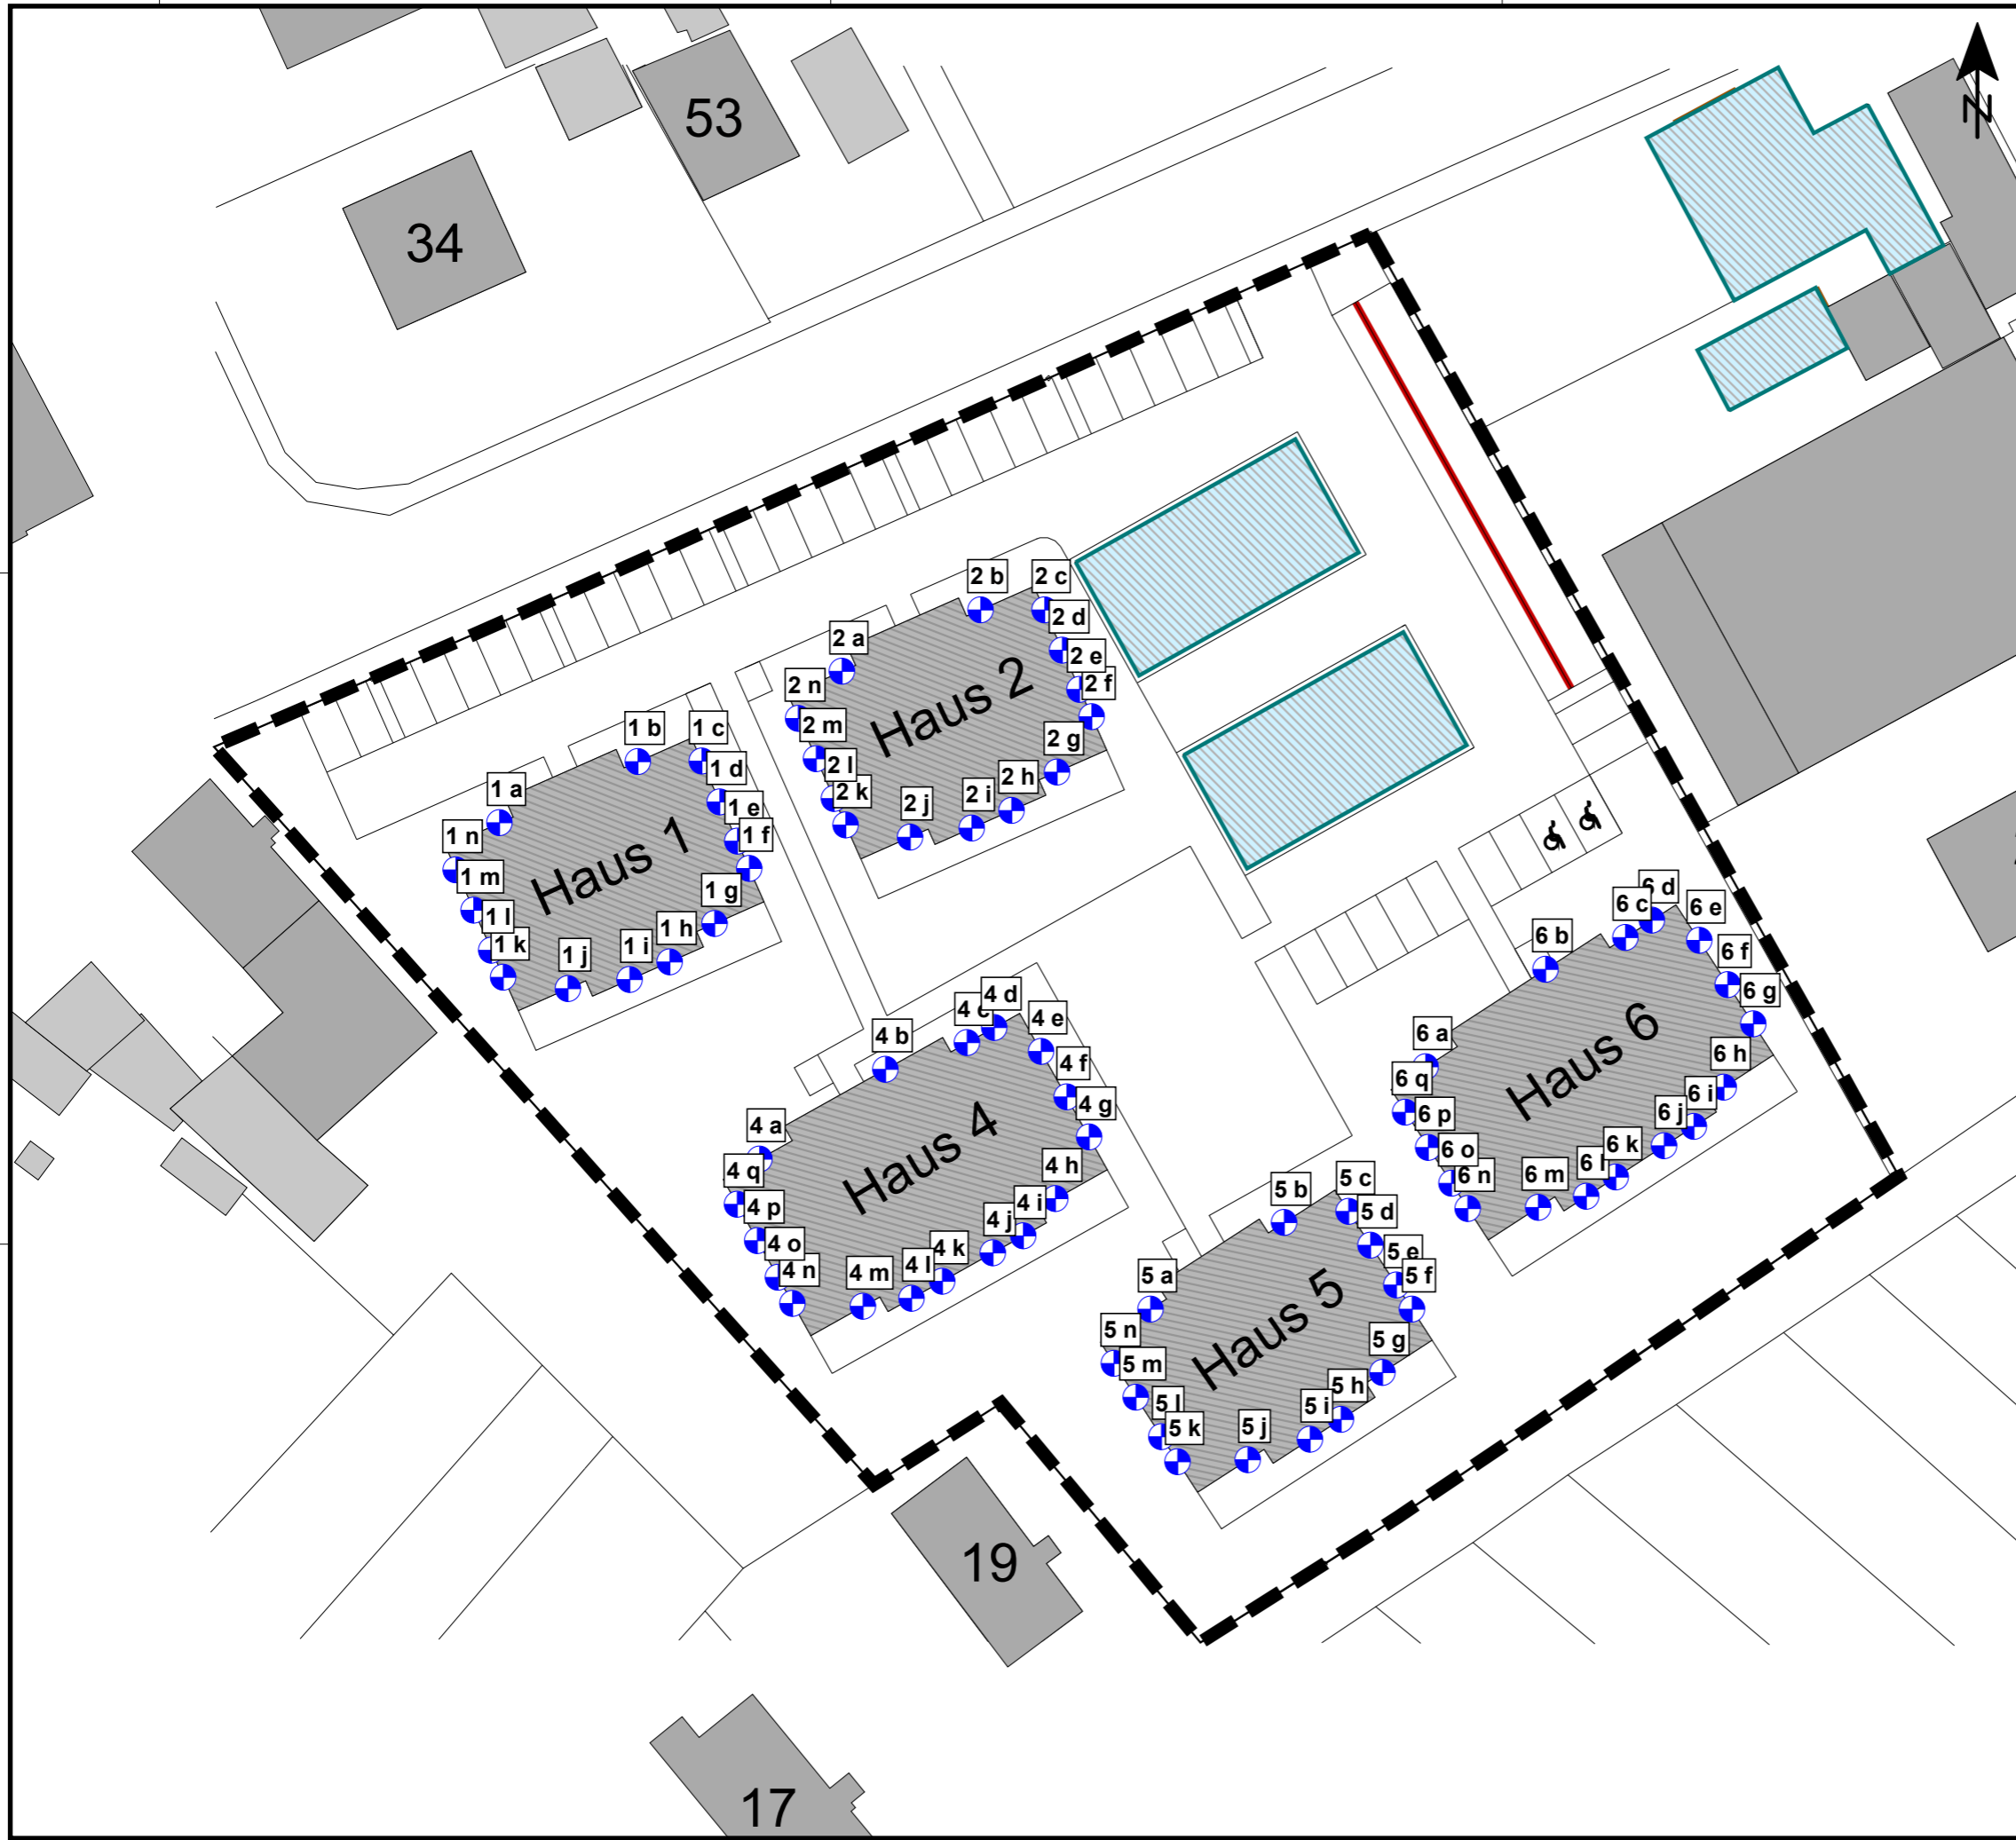 53
N
34
2 b
2 c
2 d
2 a
2 e
2 n
2 f
Haus 2
2 m
1 b
1 c
2 g
2 l
1 d
2 h
1 a
2 k
2 i
2 j
1 e
1 n
1 f
Haus 1
1 m
1 g
1 l
1 h
1 k
1 i
1 j
6 d
6 c
6 e
6 b
6 f
6 g
4 d
4 c
4 e
4 b
6 a
Haus 6
6 h
4 f
6 q
6 i
4 g
6 p
6 j
4 a
6 k
6 o
4 h
Haus 4
6 l
4 q
6 n
6 m
5 c
5 b
4 i
4 p
5 d
4 j
4 o
4 k
5 e
4 l
4 n
4 m
5 a
5 f
Haus 5
5 n
5 g
5 m
5 h
5 l
5 i
5 k
5 j
19
17